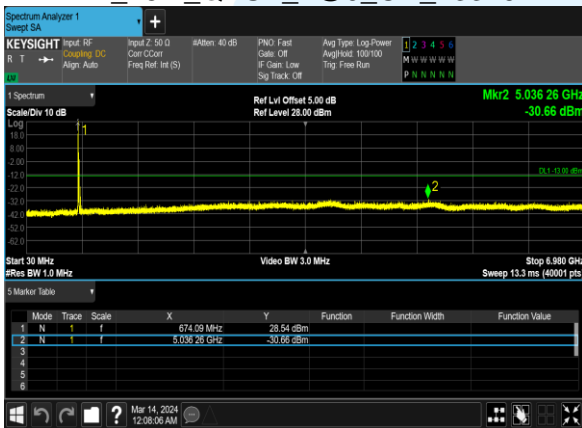 Spectrum Analyzer 1
Swept SA
+
KEYSIGHT
R T
LW
Input: RF
Coupling: DC
Align: Auto
Input Z: 50 Ω
Corr CCorr
Freq Ref: Int (S)
#Atten: 40 dB
PNO: Fast
Gate: Off
IF Gain: Low
Sig Track: Off
Avg Type: Log-Power
Avg|Hold: 100/100
Trig: Free Run
1 2 3 4 5 6
M W W W W W
P N N N N N
1 Spectrum
Scale/Div 10 dB
Ref Lvl Offset 5.00 dB
Ref Level 28.00 dBm
Mkr2 5.036 26 GHz
-30.66 dBm
Log
18.0
8.00
-2.00
-12.0
-22.0
-32.0
-42.0
-52.0
-62.0
1
2
DL1 -13.00 dBm
Start 30 MHz
#Res BW 1.0 MHz
Video BW 3.0 MHz
Stop 6.980 GHz
Sweep 13.3 ms (40001 pts
5 Marker Table
Mode Trace Scale X Y Function Function Width Function Value
1 N 1 f 674.09 MHz 28.54 dBm
2 N 1 f 5.036 26 GHz -30.66 dBm
3
4
5
6
?
Mar 14, 2024
12:08:06 AM